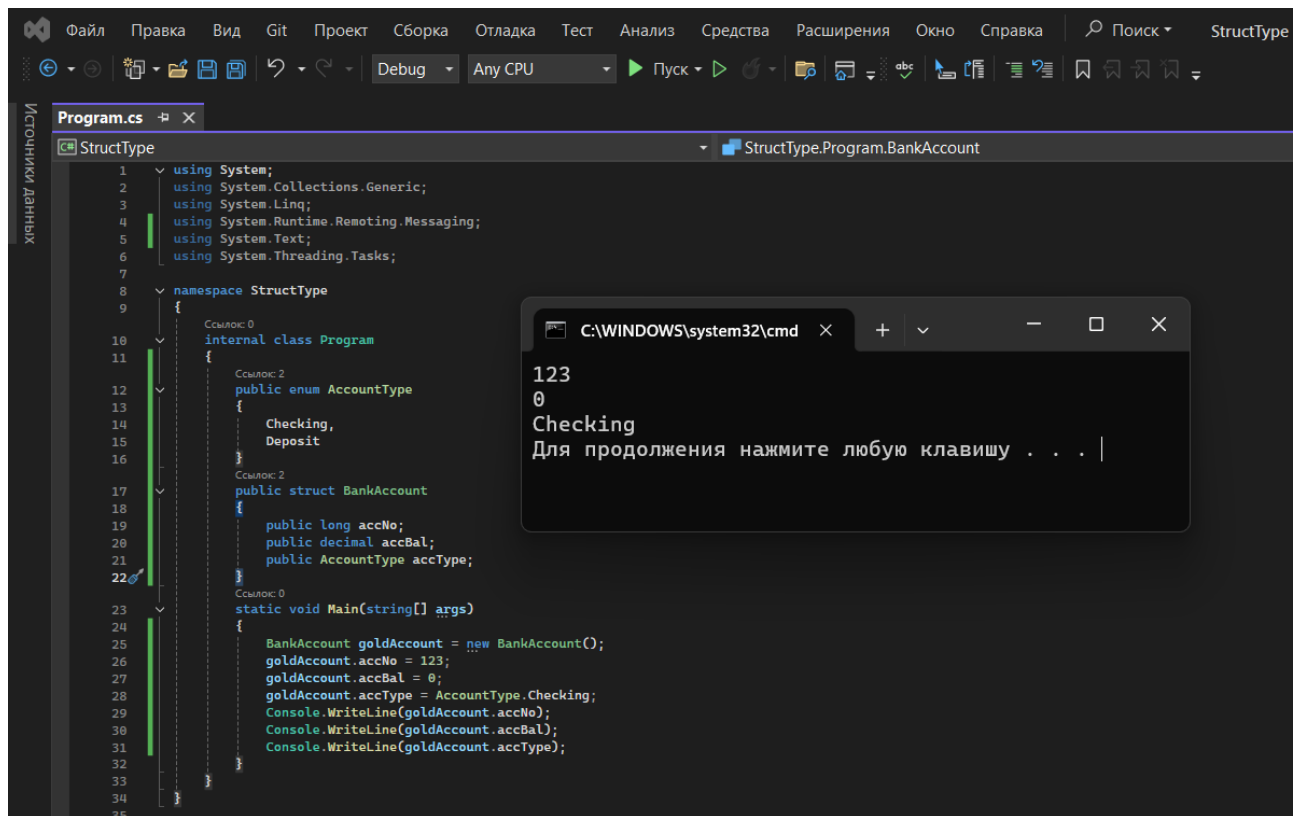 Файл Правка Вид Git Проект Сборка Отладка Тест Анализ Средства Расширения Окно Справка Поиск StructType
Debug Any CPU Пуск
Источники данных
Program.cs
StructType StructType.Program.BankAccount
1 using System;
2 using System.Collections.Generic;
3 using System.Linq;
4 using System.Runtime.Remoting.Messaging;
5 using System.Text;
6 using System.Threading.Tasks;
7
8 namespace StructType
9 {
Ссылок: 0
10 internal class Program
11 {
Ссылок: 2
12 public enum AccountType
13 {
14 Checking,
15 Deposit
16 }
Ссылок: 2
17 public struct BankAccount
18 {
19 public long accNo;
20 public decimal accBal;
21 public AccountType accType;
22 }
Ссылок: 0
23 static void Main(string[] args)
24 {
25 BankAccount goldAccount = new BankAccount();
26 goldAccount.accNo = 123;
27 goldAccount.accBal = 0;
28 goldAccount.accType = AccountType.Checking;
29 Console.WriteLine(goldAccount.accNo);
30 Console.WriteLine(goldAccount.accBal);
31 Console.WriteLine(goldAccount.accType);
32 }
33 }
34 }
35
C:\WINDOWS\system32\cmd
123
0
Checking
Для продолжения нажмите любую клавишу . . .